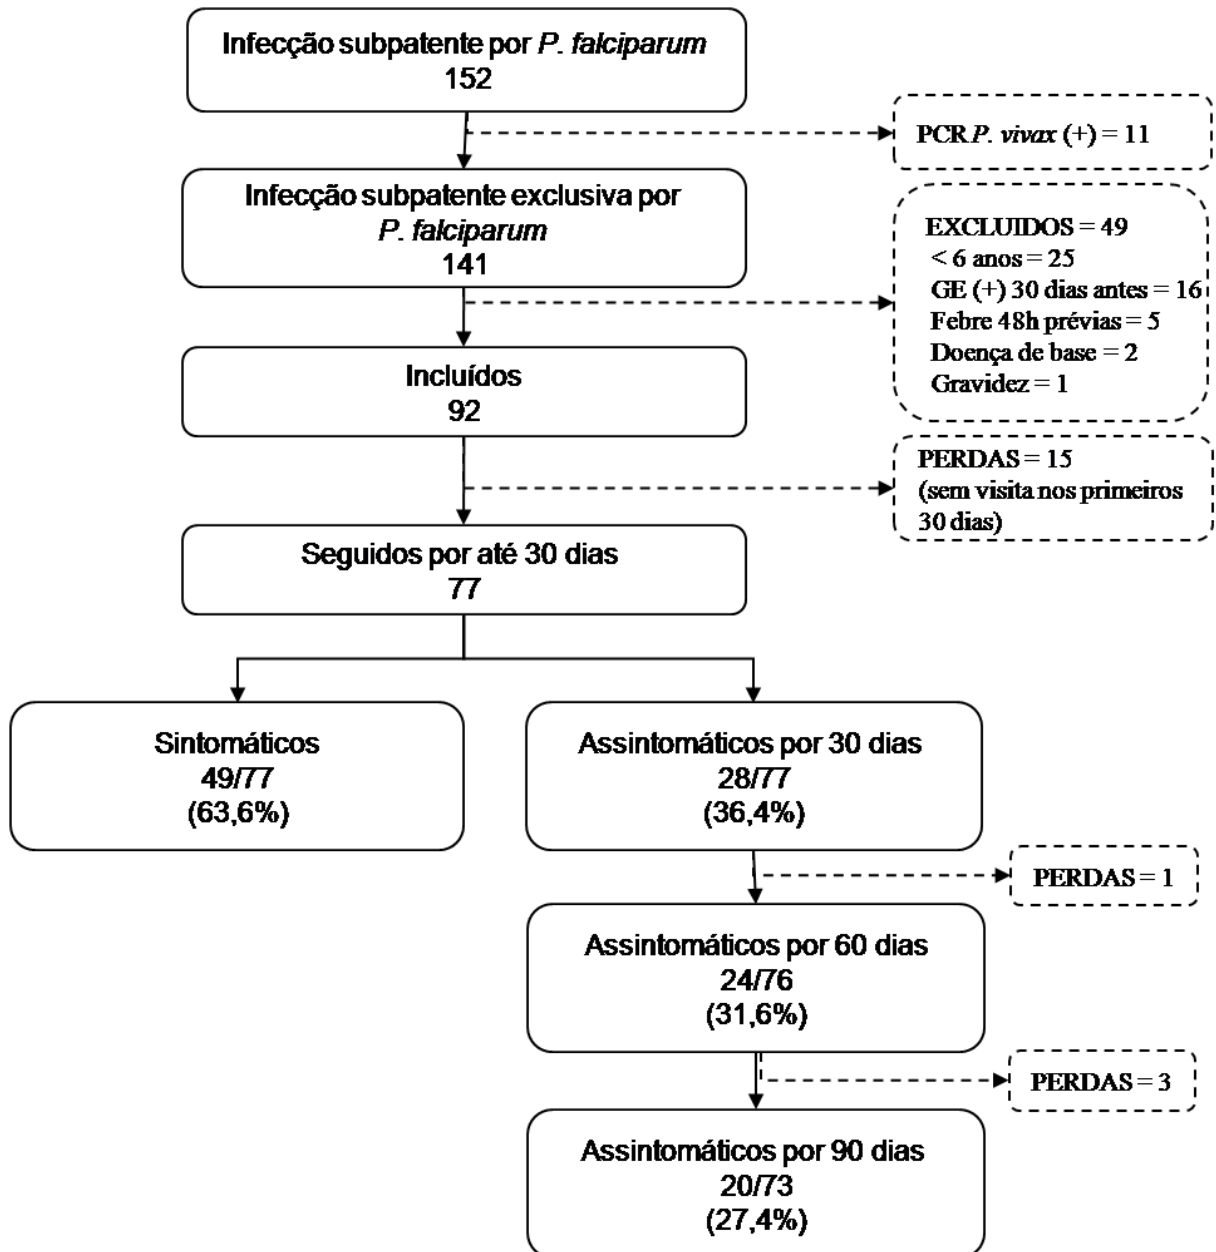 Infecção subpatente por P. falciparum
152
PCR P. vivax (+) = 11
Infecção subpatente exclusiva por
P. falciparum
141
EXCLUIDOS = 49
< 6 anos = 25
GE (+) 30 dias antes = 16
Febre 48h prévias = 5
Doença de base = 2
Gravidez = 1
Incluídos
92
PERDAS = 15
(sem visita nos primeiros
30 dias)
Seguidos por até 30 dias
77
Sintomáticos
49/77
(63,6%)
Assintomáticos por 30 dias
28/77
(36,4%)
PERDAS = 1
Assintomáticos por 60 dias
24/76
(31,6%)
PERDAS = 3
Assintomáticos por 90 dias
20/73
(27,4%)